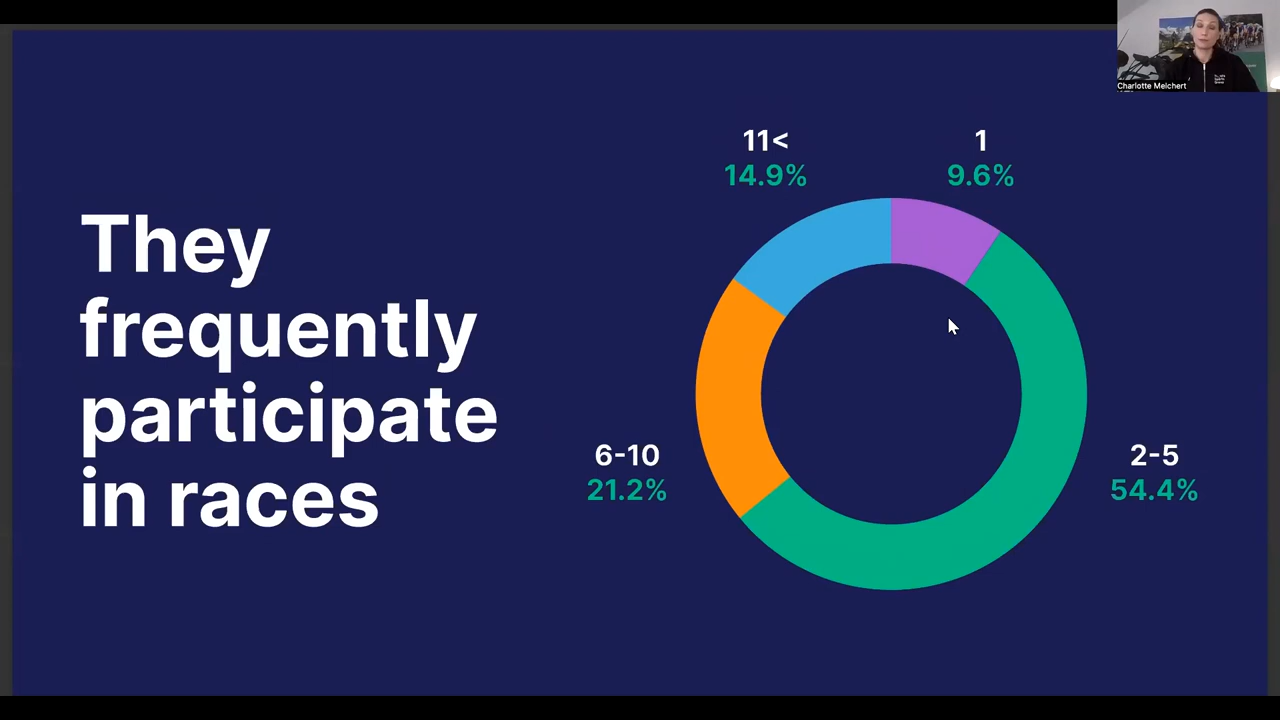 Charlotte Melchert
They
frequently
participate
in races
11<
14.9%
1
9.6%
6-10
21.2%
2-5
54.4%